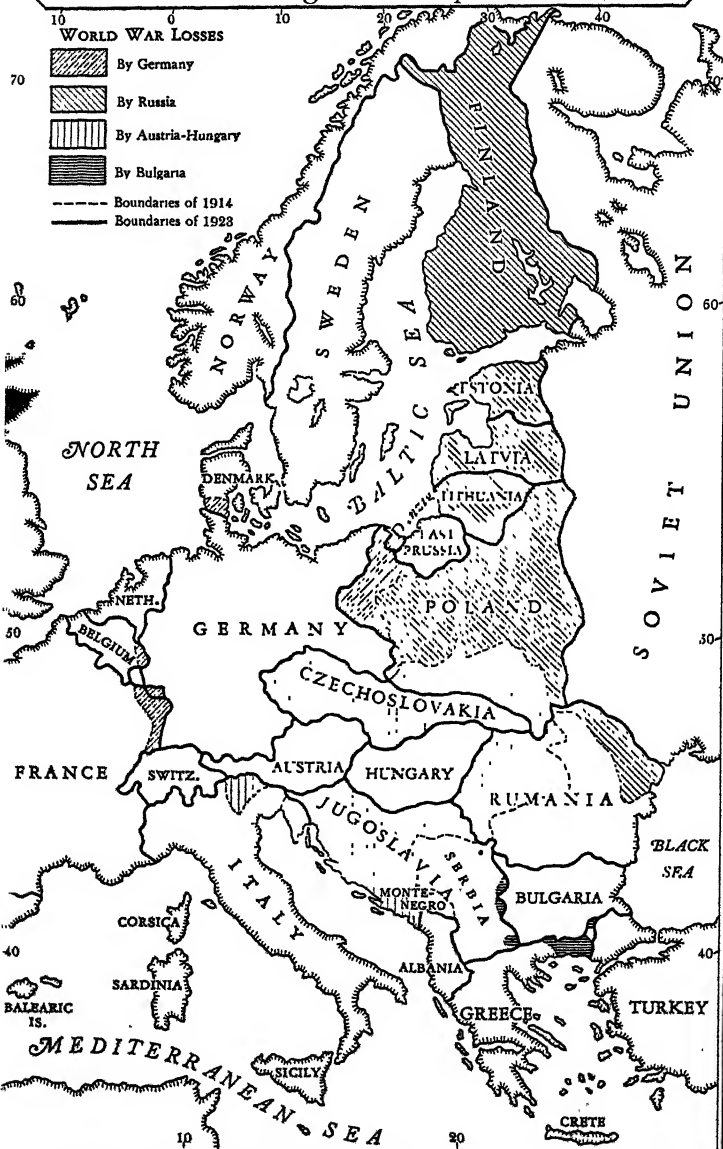 WORLD WAR LOSSES
By Germany
By Russia
By Austria-Hungary
By Bulgaria
Boundaries of 1914
Boundaries of 1923
10 0 10 20 30 40
70
60
60
50
50
40
40
10
20
FINLAND
NORWAY
SWEDEN
BALTIC SEA
NORTH
SEA
DENMARK
ESTONIA
LATVIA
LITHUANIA
EAST
PRUSSIA
SOVIET UNION
NETH.
BELGIUM
GERMANY
POLAND
CZECHOSLOVAKIA
FRANCE
SWITZ.
AUSTRIA
HUNGARY
RUMANIA
JUGOSLAVIA
SERBIA
MONTE-
NEGRO
BLACK
SEA
BULGARIA
ITALY
CORSICA
SARDINIA
ALBANIA
GREECE
TURKEY
BALEARIC
IS.
MEDITERRANEAN SEA
SICILY
CRETE